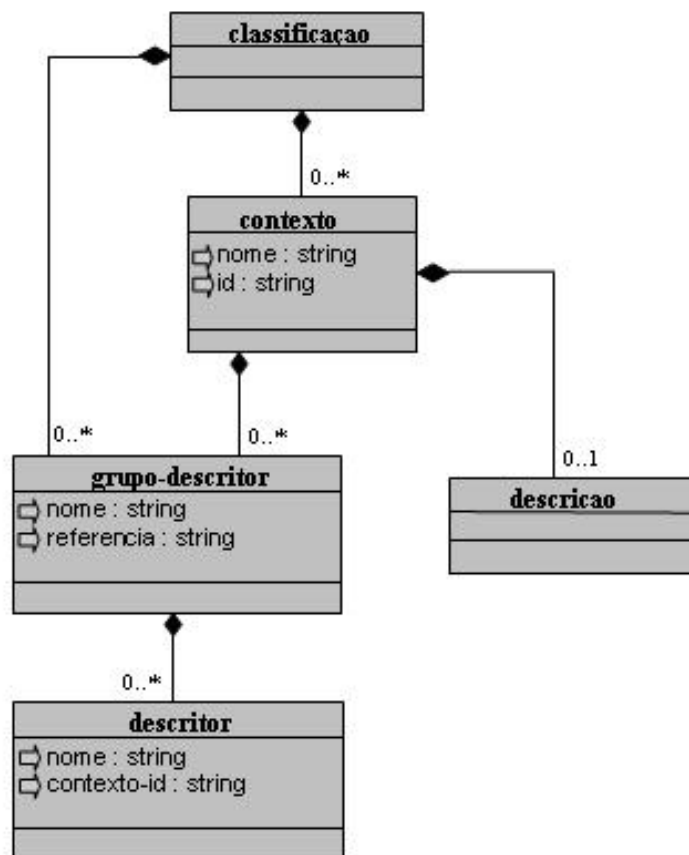 classificaçao
0..*
contexto
nome : string
id : string
0..*
0..*
0..1
grupo-descritor
nome : string
referencia : string
descricao
0..*
descritor
nome : string
contexto-id : string